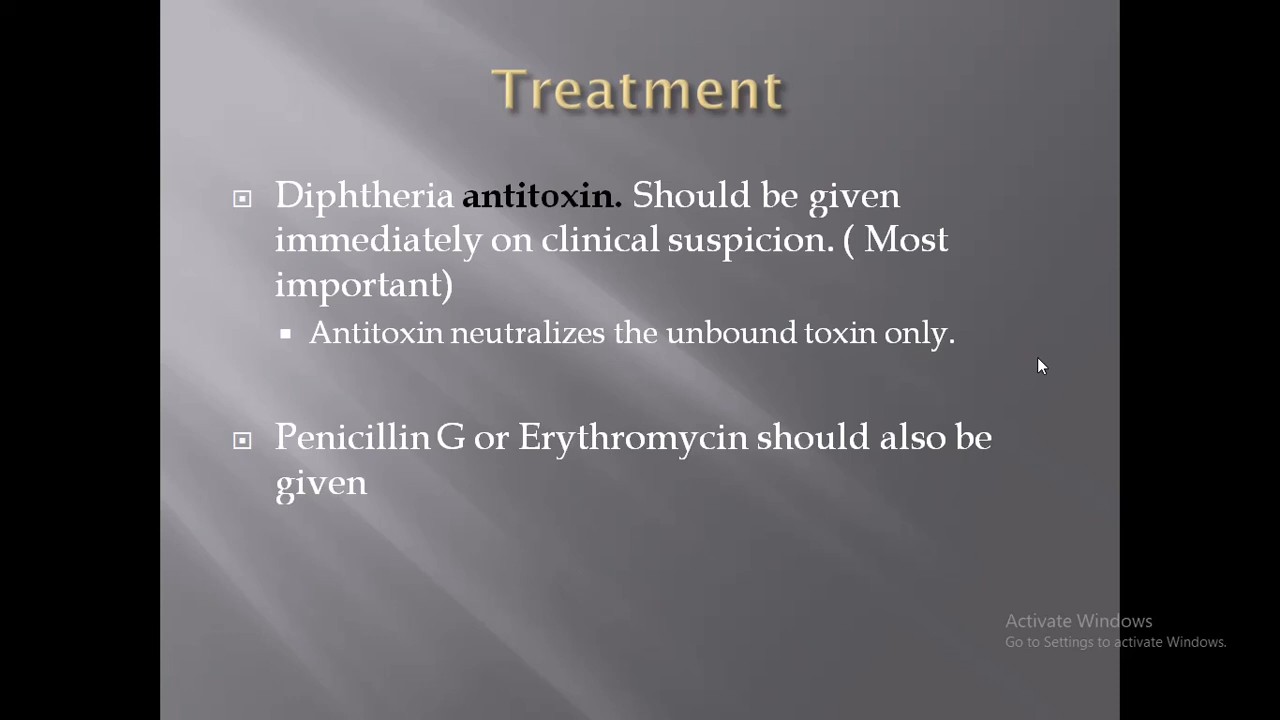 Treatment
Diphtheria antitoxin. Should be given
immediately on clinical suspicion. ( Most
important)
Antitoxin neutralizes the unbound toxin only.
Penicillin G or Erythromycin should also be
given
Activate Windows
Go to Settings to activate Windows.